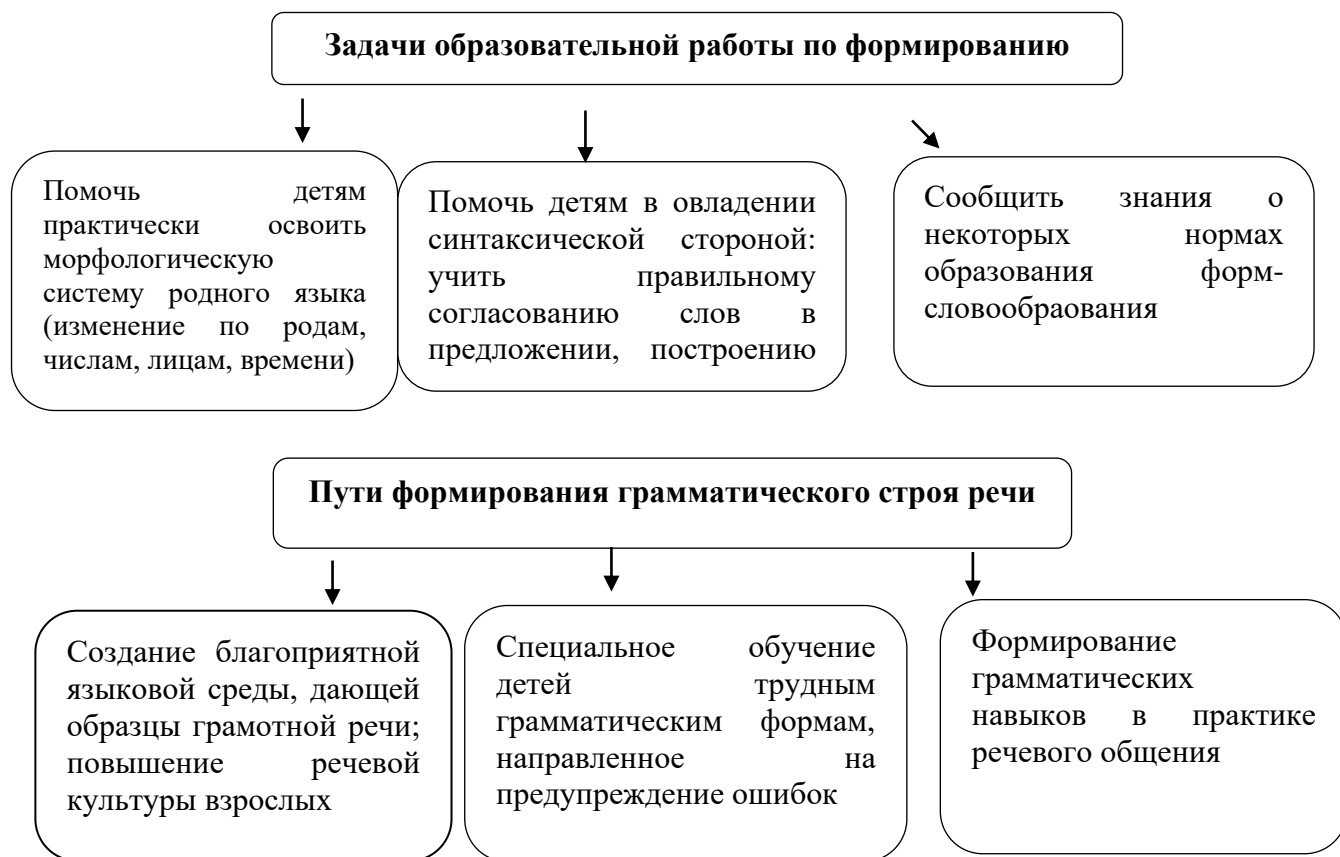 Задачи образовательной работы по формированию
Помочь детям
практически освоить
морфологическую
систему родного языка
(изменение по родам,
числам, лицам, времени)
Помочь детям в овладении
синтаксической стороной:
учить правильному
согласованию слов в
предложении, построению
Сообщить знания о
некоторых нормах
образования форм-
словообраования
Пути формирования грамматического строя речи
Создание благоприятной
языковой среды, дающей
образцы грамотной речи;
повышение речевой
культуры взрослых
Специальное обучение
детей трудным
грамматическим формам,
направленное на
предупреждение ошибок
Формирование
грамматических
навыков в практике
речевого общения